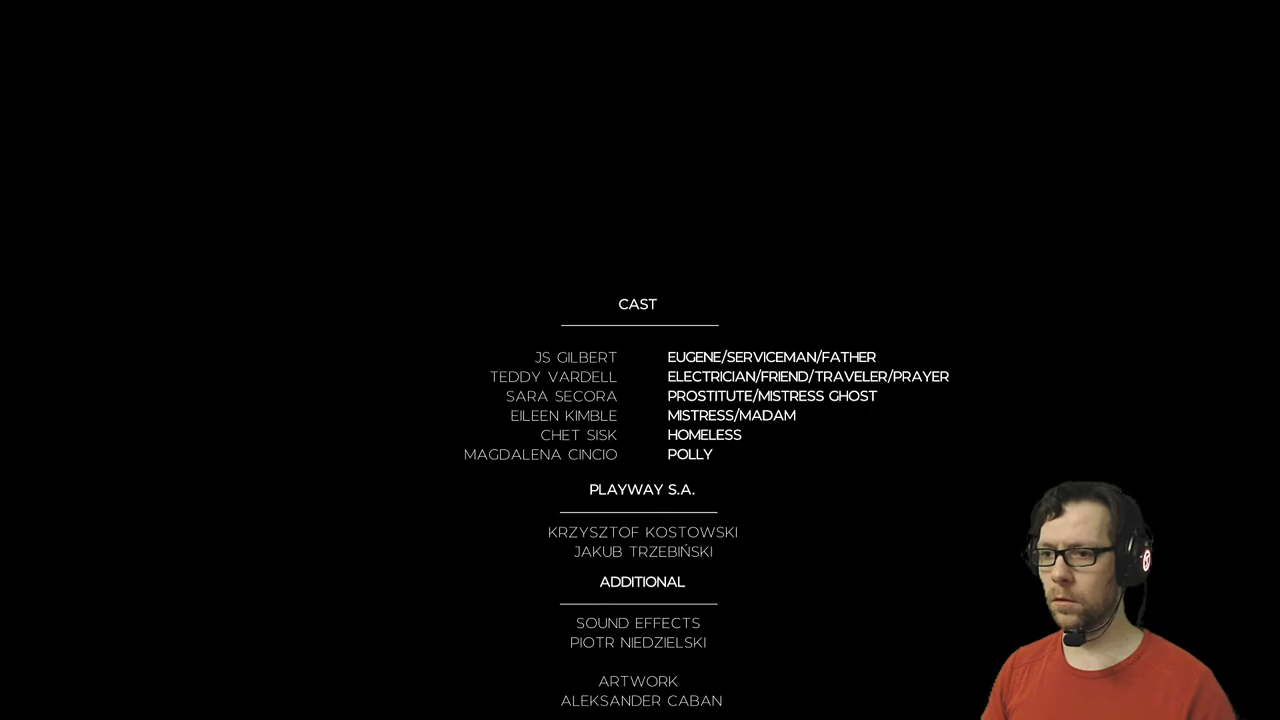 CAST
JS GILBERT EUGENE/SERVICEMAN/FATHER
TEDDY VARDELL ELECTRICIAN/FRIEND/TRAVELER/PRAYER
SARA SECORA PROSTITUTE/MISTRESS GHOST
EILEEN KIMBLE MISTRESS/MADAM
CHET SISK HOMELESS
MAGDALENA CINCIO POLLY
PLAYWAY S.A.
KRZYSZTOF KOSTOWSKI
JAKUB TRZEBIŃSKI
ADDITIONAL
SOUND EFFECTS
PIOTR NIEDZIELSKI
ARTWORK
ALEKSANDER CABAN